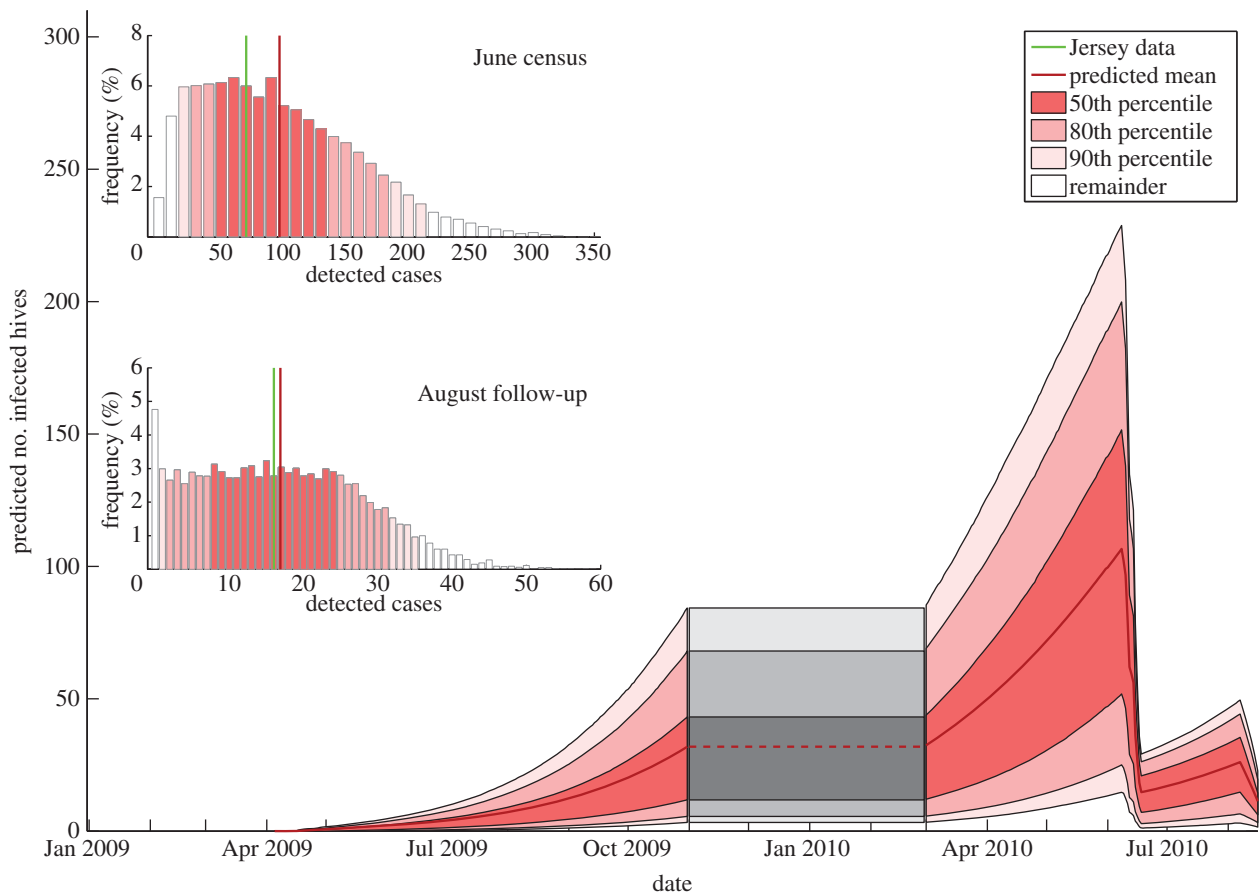 300
250
200
150
100
50
0
predicted no. infected hives
Jan 2009
Apr 2009
Jul 2009
Oct 2009
Jan 2010
Apr 2010
Jul 2010
date
June census
8
6
4
2
0
frequency (%)
50
100
150
200
250
300
350
detected cases
August follow-up
6
5
4
3
2
1
0
frequency (%)
10
20
30
40
50
60
detected cases
Jersey data
predicted mean
50th percentile
80th percentile
90th percentile
remainder